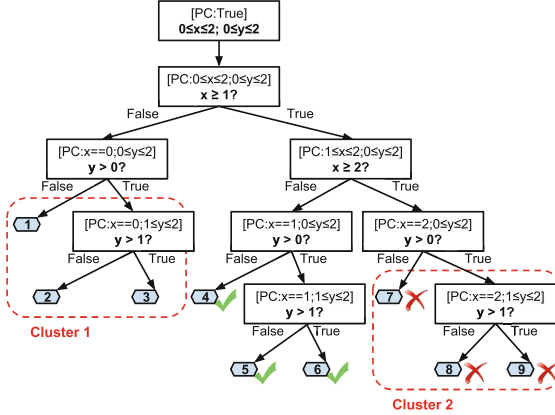 [PC:True]
0≤x≤2; 0≤y≤2
[PC:0≤x≤2;0≤y≤2]
x ≥ 1?
False
True
[PC:x==0;0≤y≤2]
y > 0?
[PC:1≤x≤2;0≤y≤2]
x ≥ 2?
False
True
False
True
1
[PC:x==0;1≤y≤2]
y > 1?
[PC:x==1;0≤y≤2]
y > 0?
[PC:x==2;0≤y≤2]
y > 0?
False
True
False
True
False
True
2
3
4
[PC:x==1;1≤y≤2]
y > 1?
7
[PC:x==2;1≤y≤2]
y > 1?
Cluster 1
False
True
False
True
5
6
8
9
Cluster 2